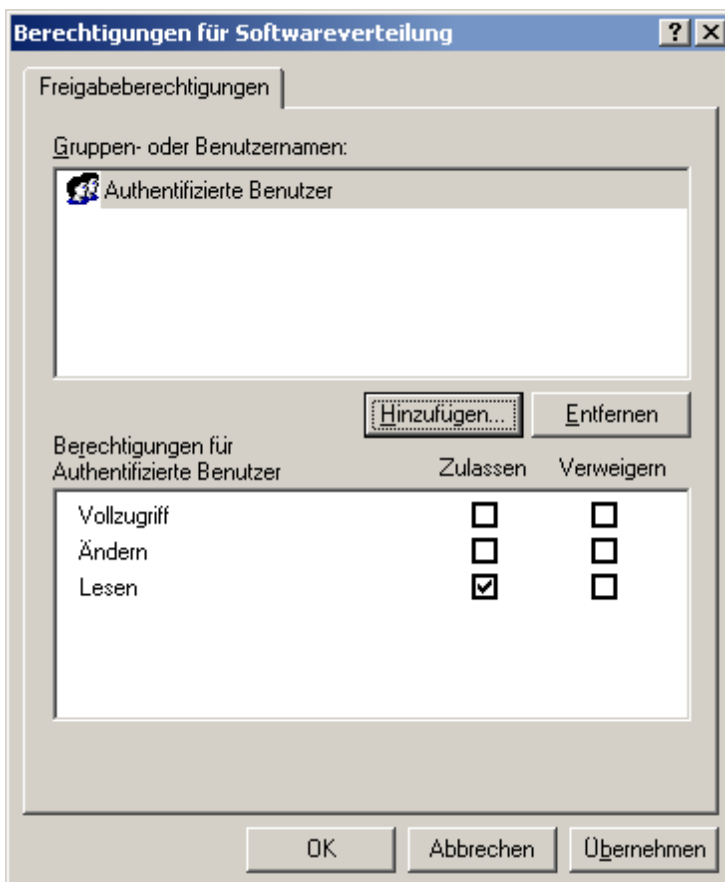 Berechtigungen für Softwareverteilung
Freigabeberechtigungen
Gruppen- oder Benutzernamen:
Authentifizierte Benutzer
Hinzufügen... Entfernen
Berechtigungen für
Authentifizierte Benutzer Zulassen Verweigern
Vollzugriff
Ändern
Lesen
OK Abbrechen Übernehmen